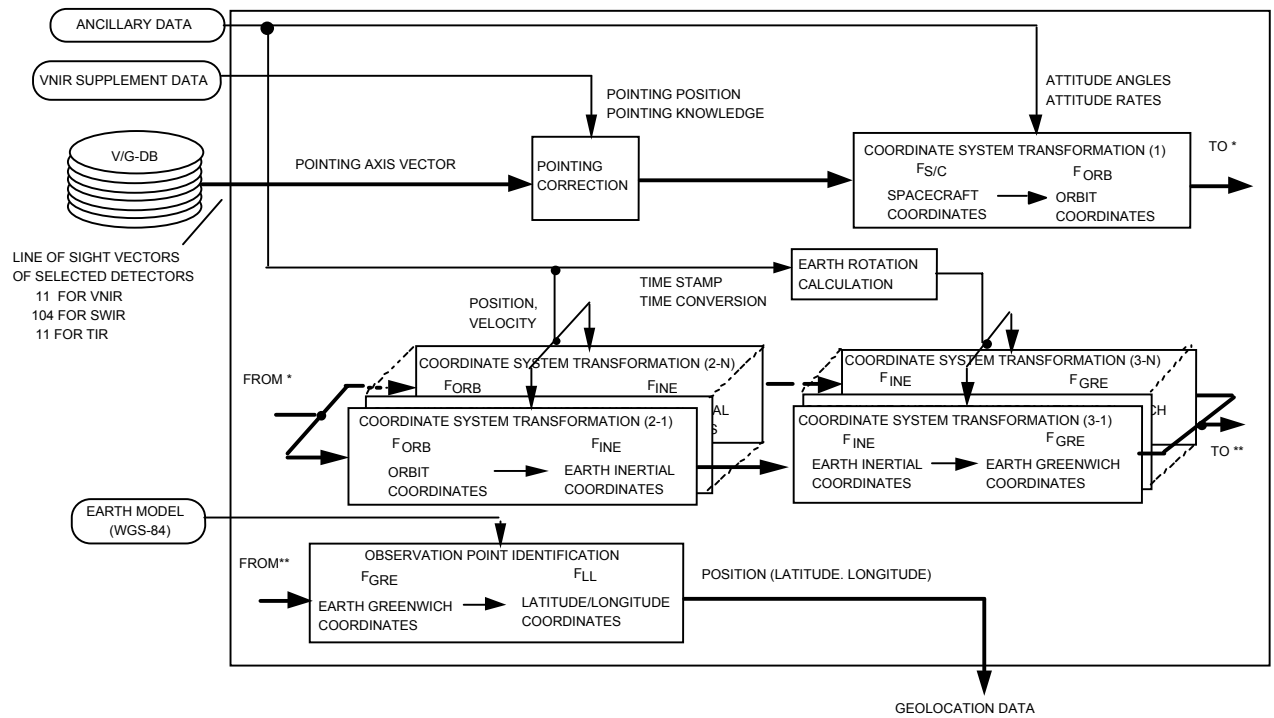 ANCILLARY DATA
VNIR SUPPLEMENT DATA
POINTING POSITION
POINTING KNOWLEDGE
ATTITUDE ANGLES
ATTITUDE RATES
V/G-DB
POINTING AXIS VECTOR
POINTING
CORRECTION
COORDINATE SYSTEM TRANSFORMATION (1)
FS/C
FORB
SPACECRAFT
COORDINATES
ORBIT
COORDINATES
TO *
LINE OF SIGHT VECTORS
OF SELECTED DETECTORS
11 FOR VNIR
104 FOR SWIR
11 FOR TIR
EARTH ROTATION
CALCULATION
TIME STAMP
TIME CONVERSION
POSITION,
VELOCITY
FROM *
COORDINATE SYSTEM TRANSFORMATION (2-N)
FORB
FINE
AL
S
COORDINATE SYSTEM TRANSFORMATION (2-1)
FORB
FINE
ORBIT
COORDINATES
EARTH INERTIAL
COORDINATES
COORDINATE SYSTEM TRANSFORMATION (3-N)
FINE
FGRE
CH
COORDINATE SYSTEM TRANSFORMATION (3-1)
FINE
FGRE
EARTH INERTIAL
COORDINATES
EARTH GREENWICH
COORDINATES
TO **
EARTH MODEL
(WGS-84)
FROM**
OBSERVATION POINT IDENTIFICATION
FGRE
FLL
EARTH GREENWICH
COORDINATES
LATITUDE/LONGITUDE
COORDINATES
POSITION (LATITUDE. LONGITUDE)
GEOLOCATION DATA